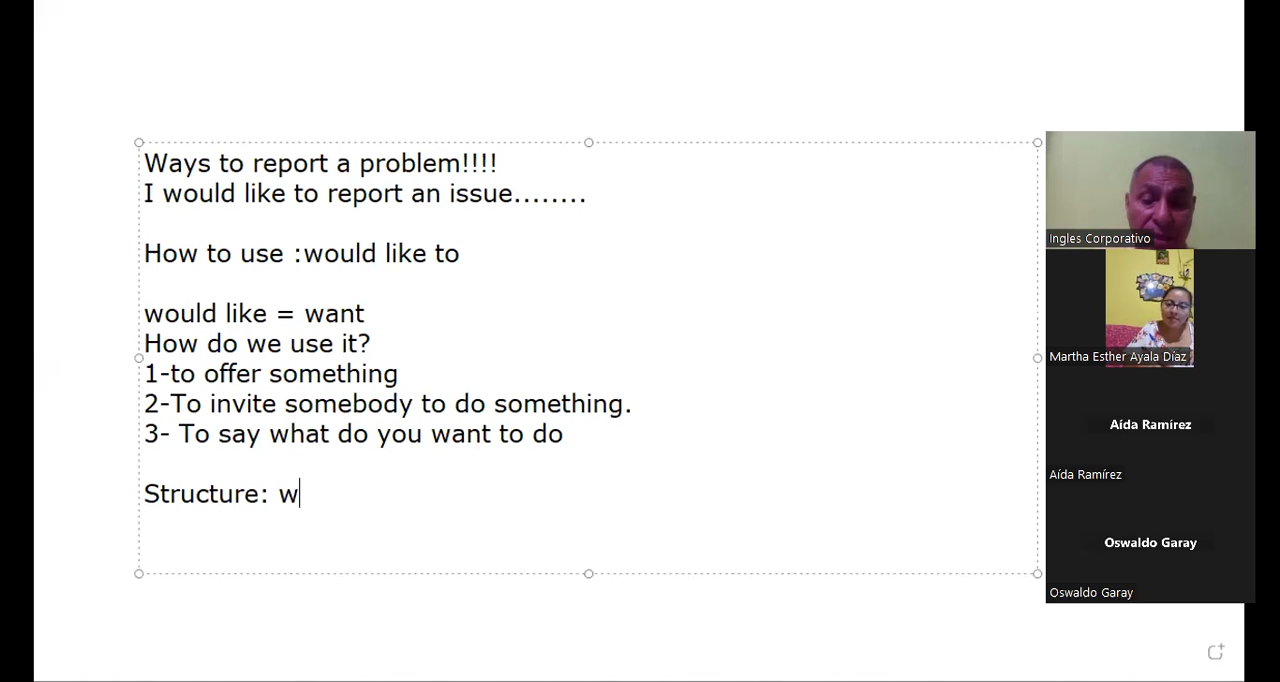 Ways to report a problem!!!!
I would like to report an issue........
How to use :would like to
would like = want
How do we use it?
1-to offer something
2-To invite somebody to do something.
3- To say what do you want to do
Structure: w
Ingles Corporativo
Martha Esther Ayala Díaz
Aída Ramírez
Aída Ramírez
Oswaldo Garay
Oswaldo Garay